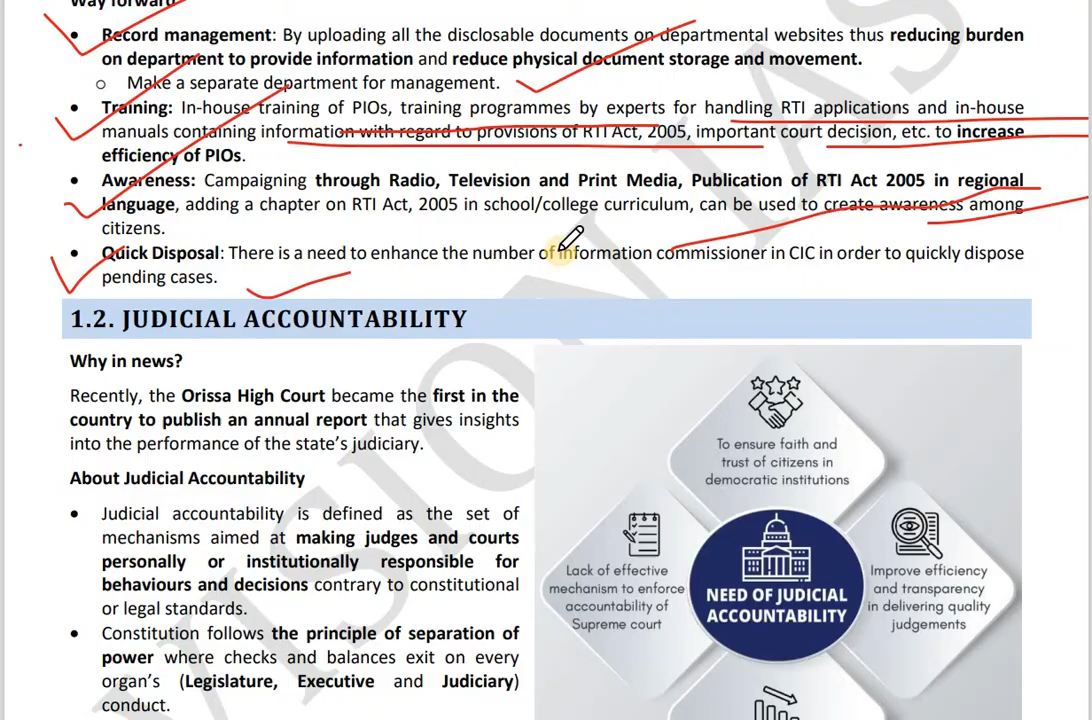 Way forward
• Record management: By uploading all the disclosable documents on departmental websites thus reducing burden
on department to provide information and reduce physical document storage and movement.
o Make a separate department for management.
• Training: In-house training of PIOs, training programmes by experts for handling RTI applications and in-house
manuals containing information with regard to provisions of RTI Act, 2005, important court decision, etc. to increase
efficiency of PIOs.
• Awareness: Campaigning through Radio, Television and Print Media, Publication of RTI Act 2005 in regional
language, adding a chapter on RTI Act, 2005 in school/college curriculum, can be used to create awareness among
citizens.
• Quick Disposal: There is a need to enhance the number of information commissioner in CIC in order to quickly dispose
pending cases.
1.2. JUDICIAL ACCOUNTABILITY
Why in news?
Recently, the Orissa High Court became the first in the
country to publish an annual report that gives insights
into the performance of the state's judiciary.
About Judicial Accountability
• Judicial accountability is defined as the set of
mechanisms aimed at making judges and courts
personally or institutionally responsible for
behaviours and decisions contrary to constitutional
or legal standards.
• Constitution follows the principle of separation of
power where checks and balances exit on every
organ's (Legislature, Executive and Judiciary)
conduct.
To ensure faith and
trust of citizens in
democratic institutions
Lack of effective
mechanism to enforce
accountability of
Supreme court
NEED OF JUDICIAL
ACCOUNTABILITY
Improve efficiency
and transparency
in delivering quality
judgements
VISION IAS